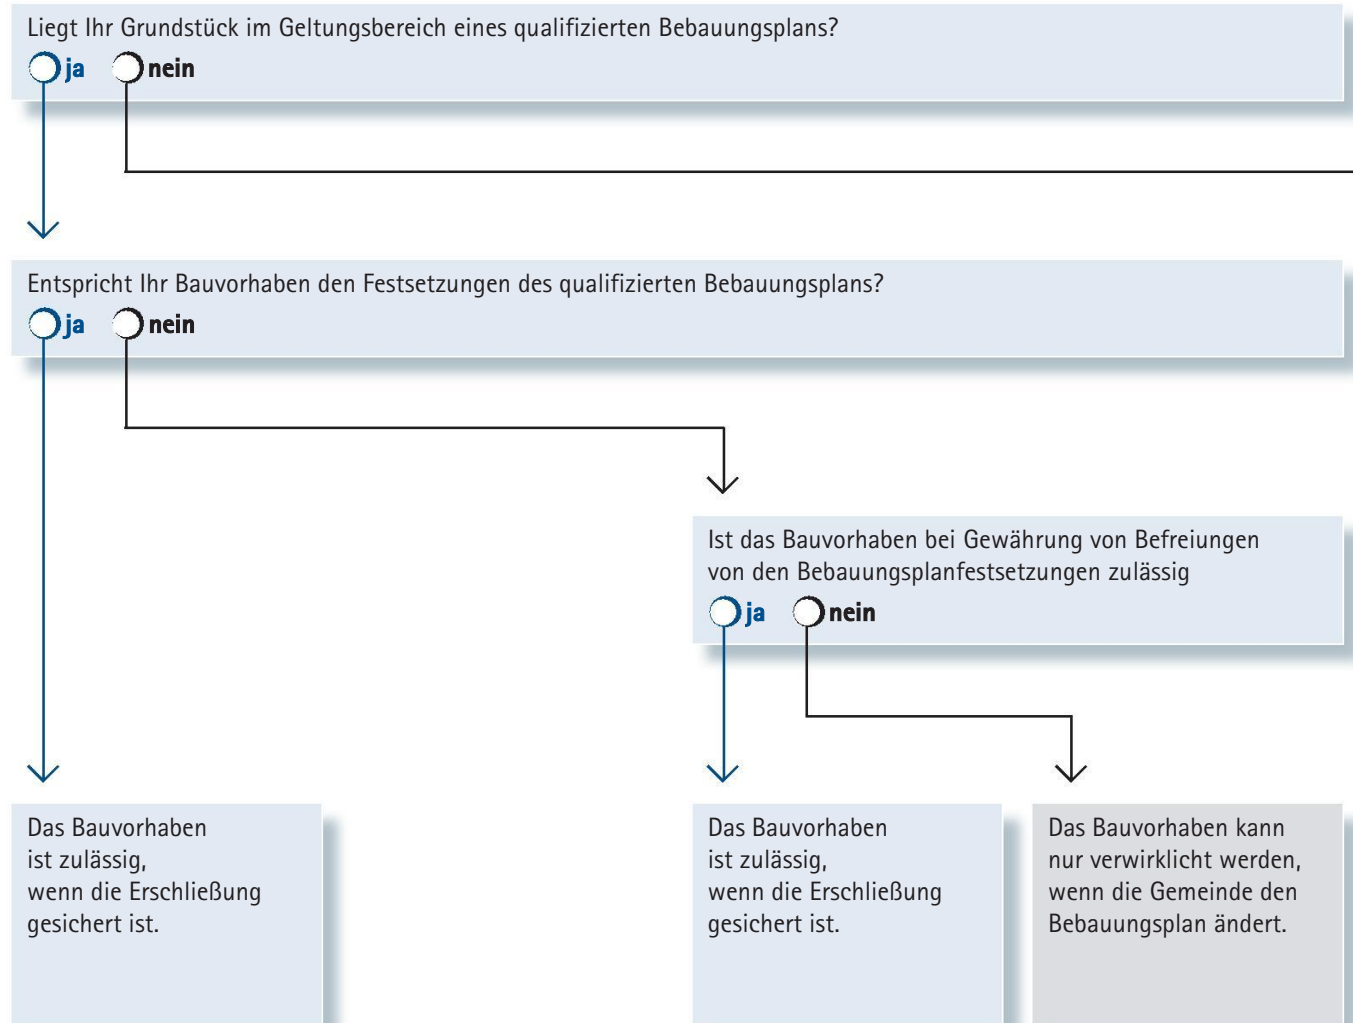 Liegt Ihr Grundstück im Geltungsbereich eines qualifizierten Bebauungsplans?
ja nein
Entspricht Ihr Bauvorhaben den Festsetzungen des qualifizierten Bebauungsplans?
ja nein
Ist das Bauvorhaben bei Gewährung von Befreiungen
von den Bebauungsplanfestsetzungen zulässig
ja nein
Das Bauvorhaben
ist zulässig,
wenn die Erschließung
gesichert ist.
Das Bauvorhaben
ist zulässig,
wenn die Erschließung
gesichert ist.
Das Bauvorhaben kann
nur verwirklicht werden,
wenn die Gemeinde den
Bebauungsplan ändert.